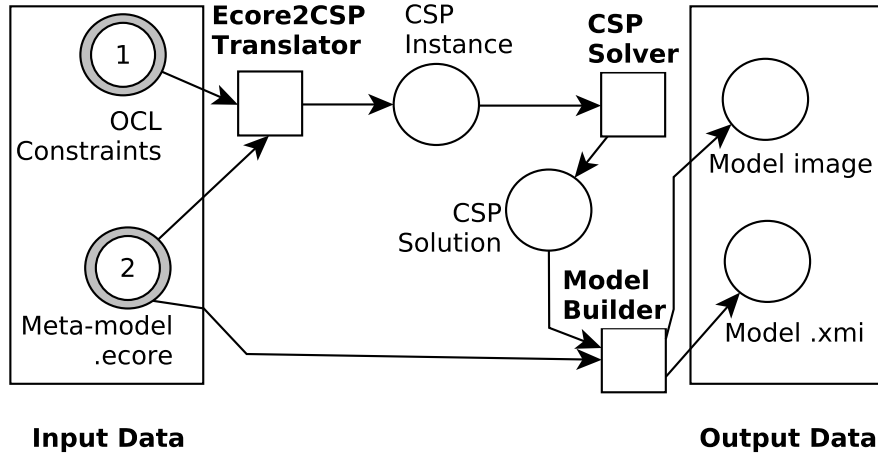 Ecore2CSP
Translator
CSP
Instance
CSP
Solver
1
OCL
Constraints
Model image
CSP
Solution
2
Model
Builder
Meta-model
.ecore
Model .xmi
Input Data
Output Data